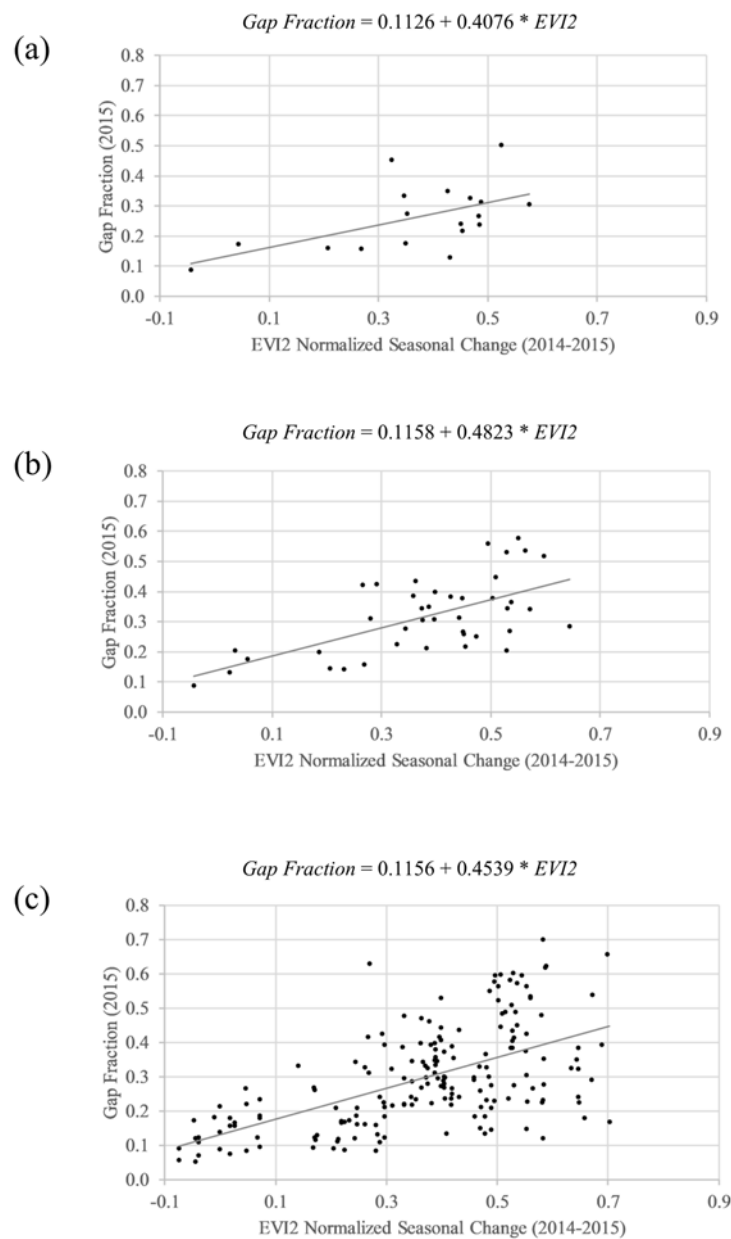 Gap Fraction = 0.1126 + 0.4076 * EVI2
(a)
0.8
0.7
0.6
0.5
0.4
0.3
0.2
0.1
0.0
Gap Fraction (2015)
-0.1 0.1 0.3 0.5 0.7 0.9
EVI2 Normalized Seasonal Change (2014-2015)
Gap Fraction = 0.1158 + 0.4823 * EVI2
(b)
0.8
0.7
0.6
0.5
0.4
0.3
0.2
0.1
0.0
Gap Fraction (2015)
-0.1 0.1 0.3 0.5 0.7 0.9
EVI2 Normalized Seasonal Change (2014-2015)
Gap Fraction = 0.1156 + 0.4539 * EVI2
(c)
0.8
0.7
0.6
0.5
0.4
0.3
0.2
0.1
0.0
Gap Fraction (2015)
-0.1 0.1 0.3 0.5 0.7 0.9
EVI2 Normalized Seasonal Change (2014-2015)